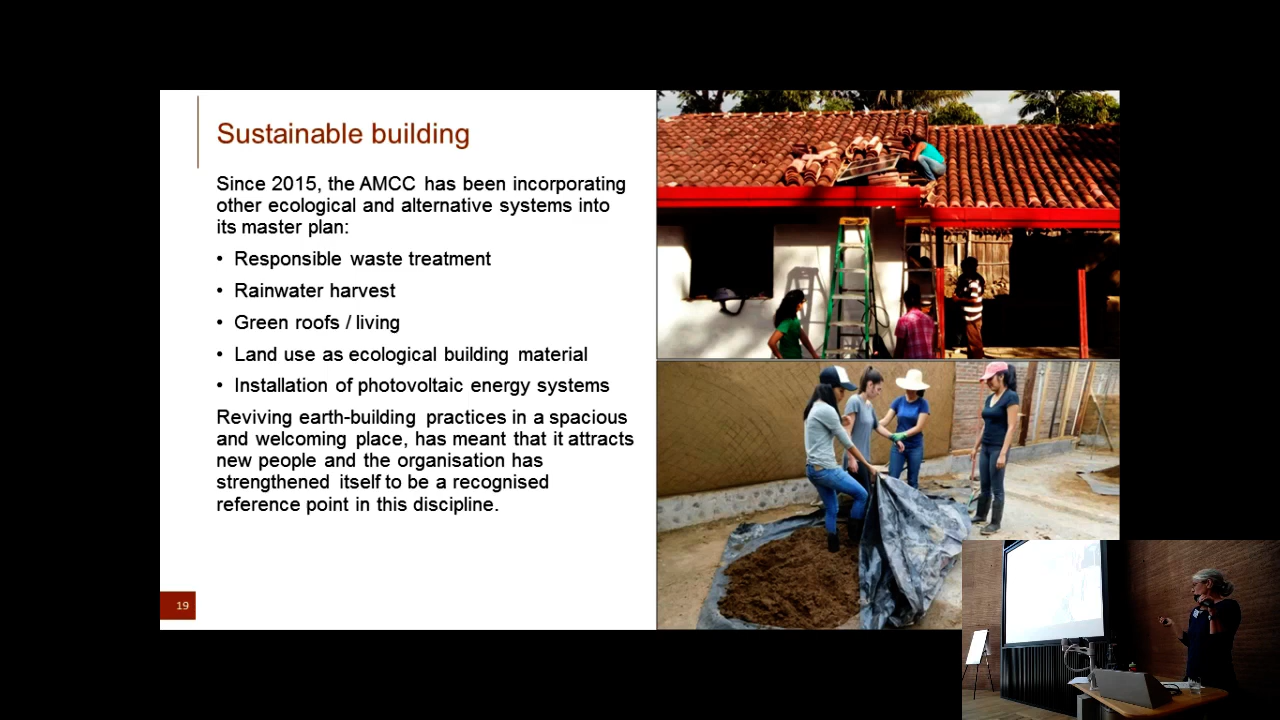 Sustainable building
Since 2015, the AMCC has been incorporating
other ecological and alternative systems into
its master plan:
• Responsible waste treatment
• Rainwater harvest
• Green roofs / living
• Land use as ecological building material
• Installation of photovoltaic energy systems
Reviving earth-building practices in a spacious
and welcoming place, has meant that it attracts
new people and the organisation has
strengthened itself to be a recognised
reference point in this discipline.
19